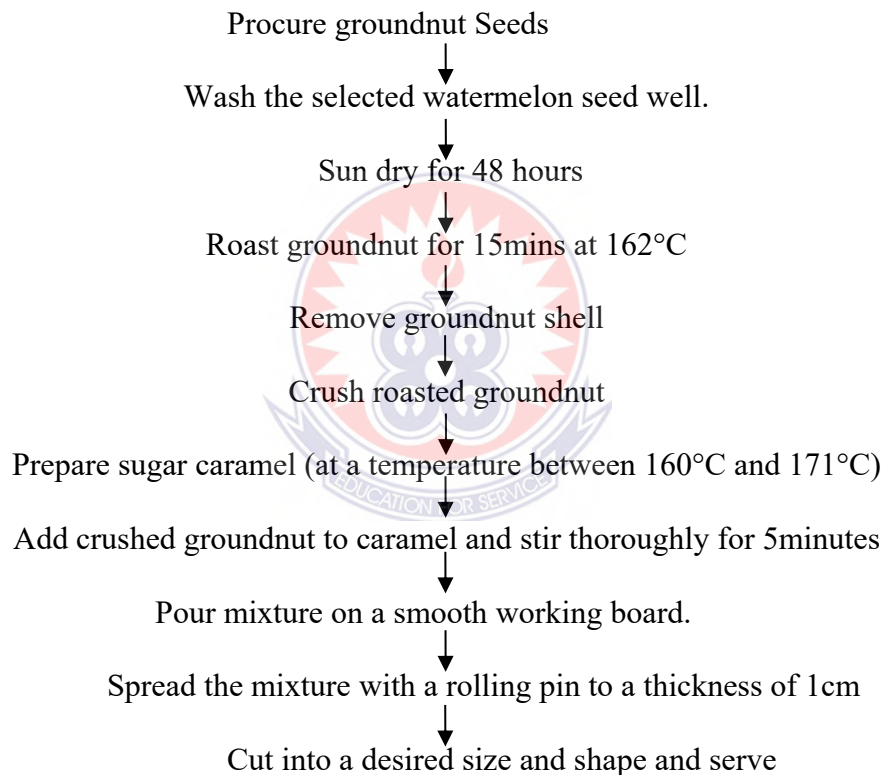 Procure groundnut Seeds
Wash the selected watermelon seed well.
Sun dry for 48 hours
Roast groundnut for 15mins at 162°C
Remove groundnut shell
Crush roasted groundnut
Prepare sugar caramel (at a temperature between 160°C and 171°C)
EDUCATION FOR SERVICE
Add crushed groundnut to caramel and stir thoroughly for 5minutes
Pour mixture on a smooth working board.
Spread the mixture with a rolling pin to a thickness of 1cm
Cut into a desired size and shape and serve